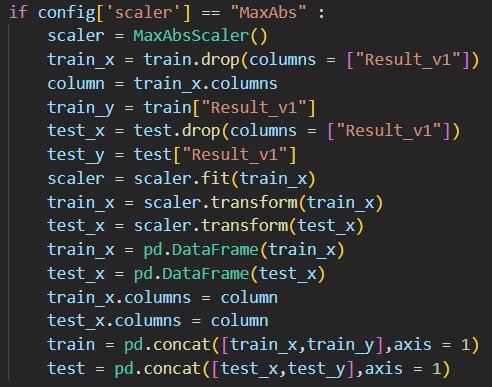 if config['scaler'] == "MaxAbs" :
    scaler = MaxAbsScaler()
    train_x = train.drop(columns = ["Result_v1"])
    column = train_x.columns
    train_y = train["Result_v1"]
    test_x = test.drop(columns = ["Result_v1"])
    test_y = test["Result_v1"]
    scaler = scaler.fit(train_x)
    train_x = scaler.transform(train_x)
    test_x = scaler.transform(test_x)
    train_x = pd.DataFrame(train_x)
    test_x = pd.DataFrame(test_x)
    train_x.columns = column
    test_x.columns = column
    train = pd.concat([train_x,train_y],axis = 1)
    test = pd.concat([test_x,test_y],axis = 1)